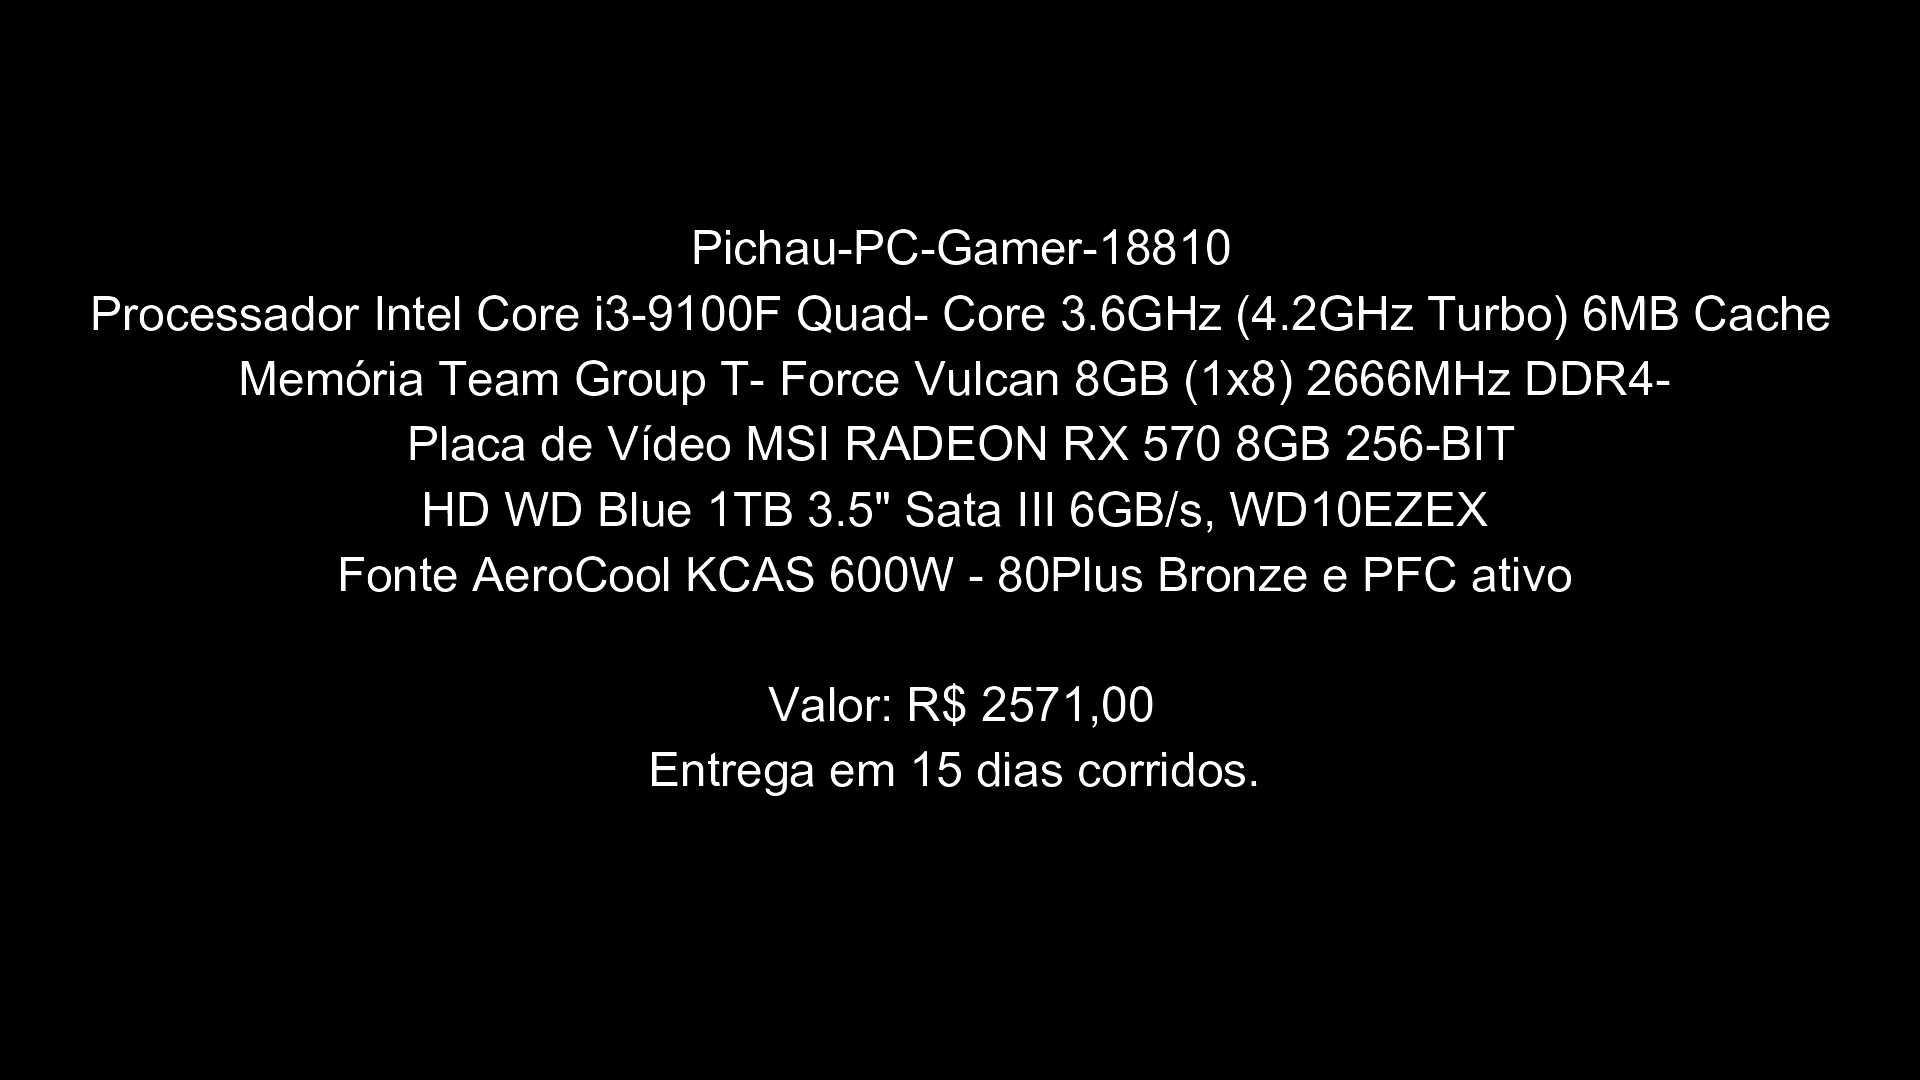 Pichau-PC-Gamer-18810
Processador Intel Core i3-9100F Quad- Core 3.6GHz (4.2GHz Turbo) 6MB Cache
Memória Team Group T- Force Vulcan 8GB (1x8) 2666MHz DDR4-
Placa de Vídeo MSI RADEON RX 570 8GB 256-BIT
HD WD Blue 1TB 3.5" Sata III 6GB/s, WD10EZEX
Fonte AeroCool KCAS 600W - 80Plus Bronze e PFC ativo
Valor: R$ 2571,00
Entrega em 15 dias corridos.